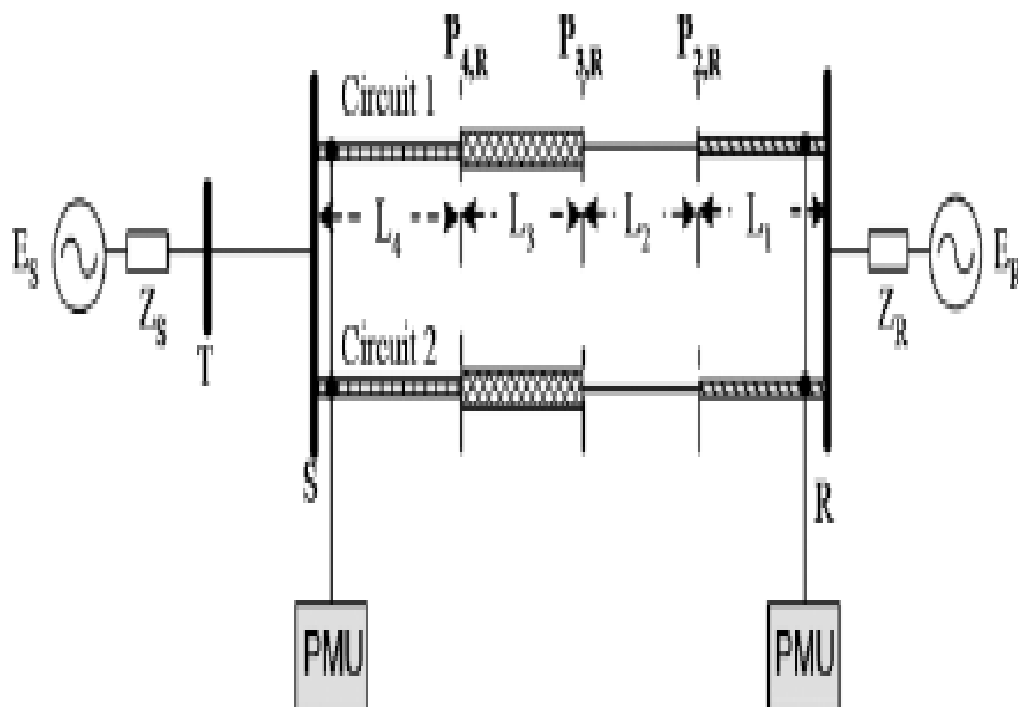 P4,R P3,R P2,R
Circuit 1
L4 L3 L2 L1
ES ZS T ZR ER
Circuit 2
S R
PMU PMU